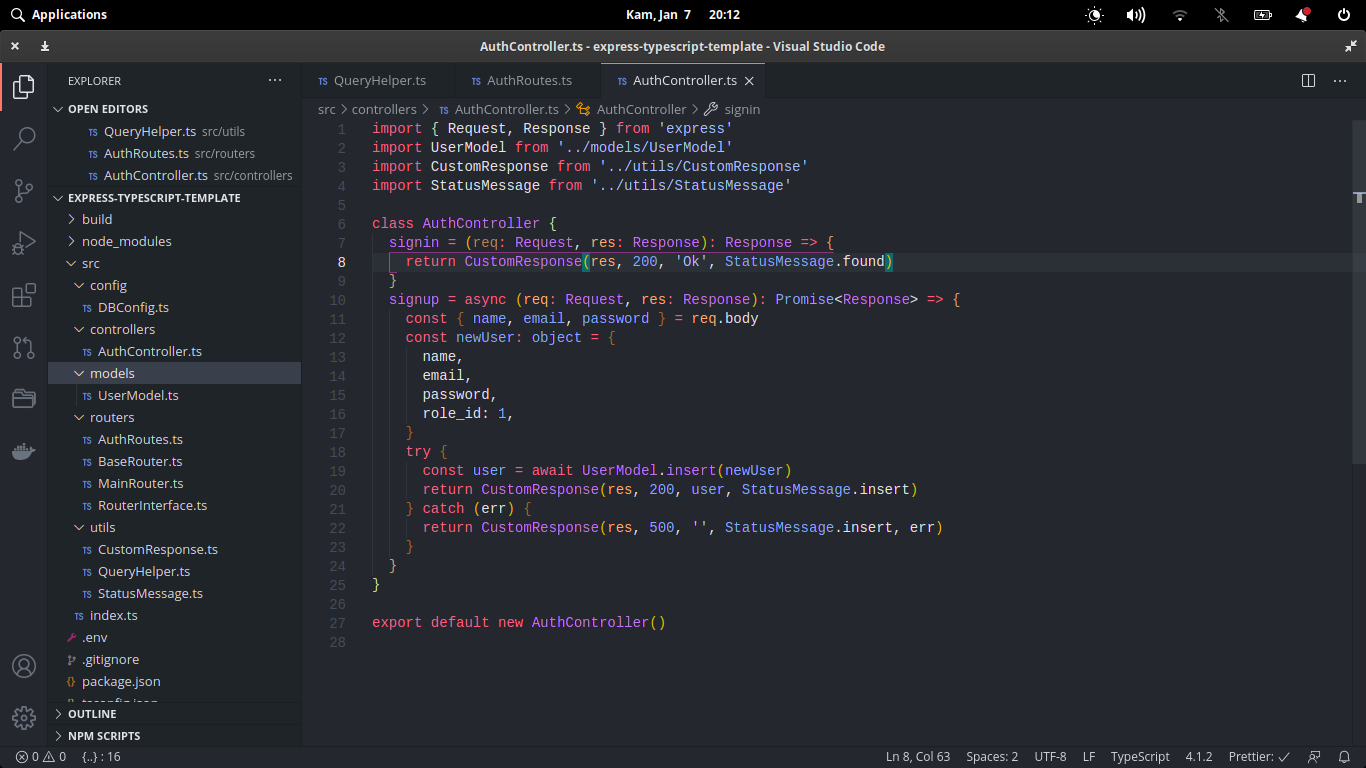 Applications
Kam, Jan 7 20:12
AuthController.ts - express-typescript-template - Visual Studio Code
EXPLORER
OPEN EDITORS
TS QueryHelper.ts src/utils
TS AuthRoutes.ts src/routers
TS AuthController.ts src/controllers
EXPRESS-TYPESCRIPT-TEMPLATE
build
node_modules
src
config
TS DBConfig.ts
controllers
TS AuthController.ts
models
TS UserModel.ts
routers
TS AuthRoutes.ts
TS BaseRouter.ts
TS MainRouter.ts
TS RouterInterface.ts
utils
TS CustomResponse.ts
TS QueryHelper.ts
TS StatusMessage.ts
TS index.ts
.env
.gitignore
{} package.json
{} tsconfig.json
OUTLINE
NPM SCRIPTS
TS QueryHelper.ts TS AuthRoutes.ts TS AuthController.ts
src > controllers > TS AuthController.ts > AuthController > signin
1 import { Request, Response } from 'express'
2 import UserModel from '../models/UserModel'
3 import CustomResponse from '../utils/CustomResponse'
4 import StatusMessage from '../utils/StatusMessage'
5
6 class AuthController {
7 signin = (req: Request, res: Response): Response => {
8 return CustomResponse(res, 200, 'Ok', StatusMessage.found)
9 }
10 signup = async (req: Request, res: Response): Promise<Response> => {
11 const { name, email, password } = req.body
12 const newUser: object = {
13 name,
14 email,
15 password,
16 role_id: 1,
17 }
18 try {
19 const user = await UserModel.insert(newUser)
20 return CustomResponse(res, 200, user, StatusMessage.insert)
21 } catch (err) {
22 return CustomResponse(res, 500, '', StatusMessage.insert, err)
23 }
24 }
25 }
26
27 export default new AuthController()
28
0 0 {..} : 16 Ln 8, Col 63 Spaces: 2 UTF-8 LF TypeScript 4.1.2 Prettier: ✓